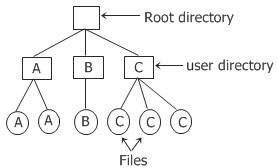 Root directory
A B C user directory
A A B C C C
Files